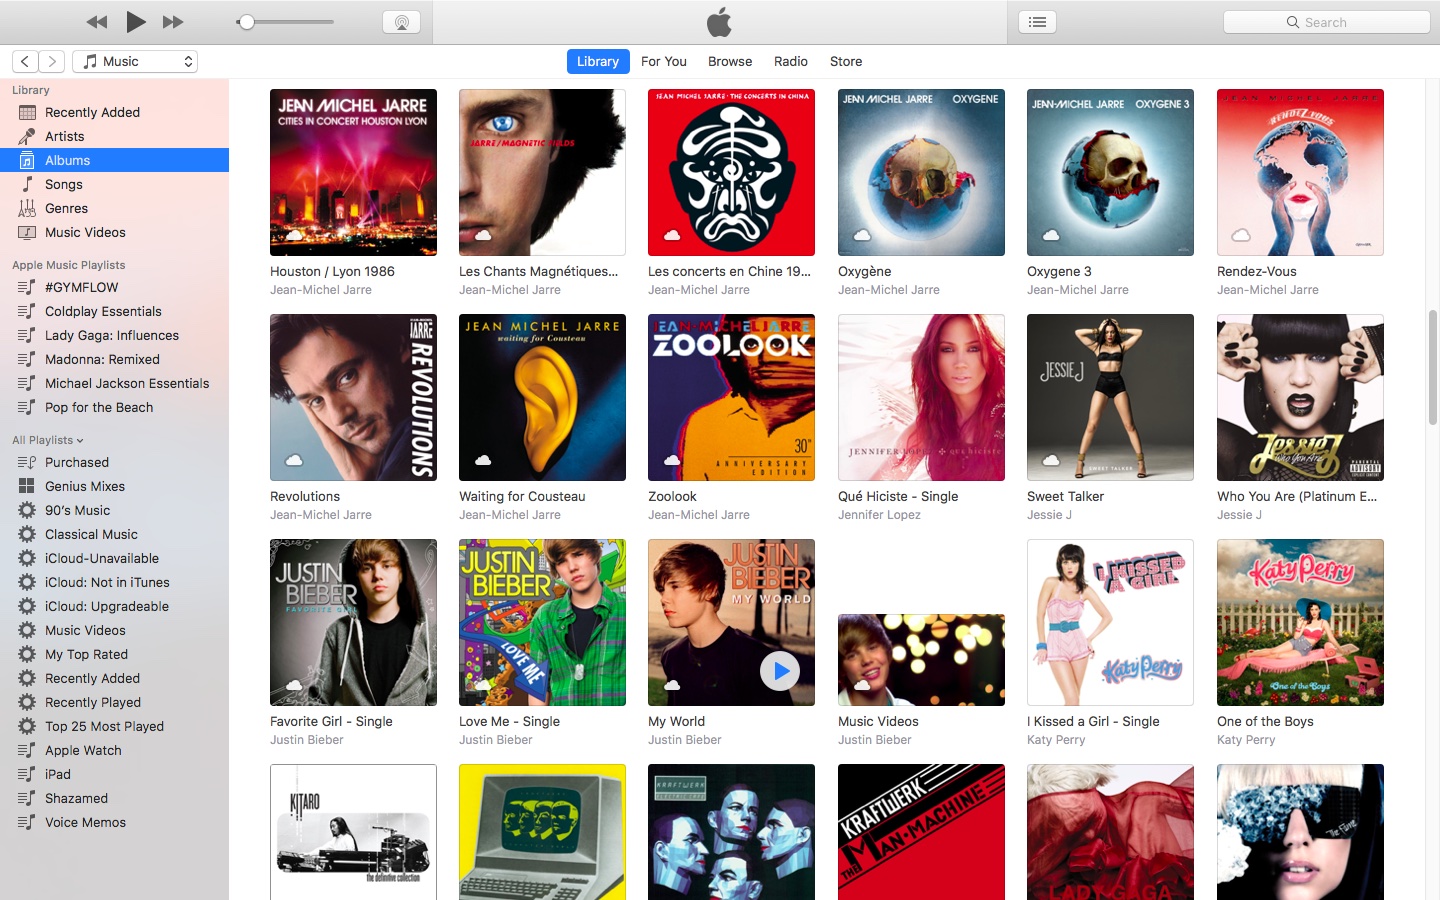 Search
Music
Library
For You
Browse
Radio
Store
Library
Recently Added
Artists
Albums
Songs
Genres
Music Videos
Apple Music Playlists
#GYMFLOW
Coldplay Essentials
Lady Gaga: Influences
Madonna: Remixed
Michael Jackson Essentials
Pop for the Beach
All Playlists
Purchased
Genius Mixes
90's Music
Classical Music
iCloud-Unavailable
iCloud: Not in iTunes
iCloud: Upgradeable
Music Videos
My Top Rated
Recently Added
Recently Played
Top 25 Most Played
Apple Watch
iPad
Shazamed
Voice Memos
JEAN MICHEL JARRE
CITIES IN CONCERT HOUSTON LYON
JARRE/MAGNETIC FIELDS
JEAN MICHEL JARRE · THE CONCERTS IN CHINA
JEAN MICHEL JARRE OXYGENE
JEAN-MICHEL JARRE OXYGENE 3
JEAN MICHEL JARRE
RENDEZ-VOUS
Houston / Lyon 1986
Jean-Michel Jarre
Les Chants Magnétiques...
Jean-Michel Jarre
Les concerts en Chine 19...
Jean-Michel Jarre
Oxygène
Jean-Michel Jarre
Oxygene 3
Jean-Michel Jarre
Rendez-Vous
Jean-Michel Jarre
JARRE
REVOLUTIONS
JEAN MICHEL JARRE
waiting for Cousteau
JEAN-MICHEL JARRE
ZOOLOOK
30th
ANNIVERSARY
EDITION
JENNIFER LOPEZ • QUÉ HICISTE
JESSIE J
SWEET TALKER
Jessie J
Who You Are
PARENTAL
ADVISORY
EXPLICIT CONTENT
Revolutions
Jean-Michel Jarre
Waiting for Cousteau
Jean-Michel Jarre
Zoolook
Jean-Michel Jarre
Qué Hiciste - Single
Jennifer Lopez
Sweet Talker
Jessie J
Who You Are (Platinum E...
Jessie J
JUSTIN
BIEBER
FAVORITE GIRL
JUSTIN
BIEBER
LOVE ME
JUSTIN
BIEBER
MY WORLD
I KISSED
A GIRL
Katy Perry
Katy Perry
One of the Boys
Favorite Girl - Single
Justin Bieber
Love Me - Single
Justin Bieber
My World
Justin Bieber
Music Videos
Justin Bieber
I Kissed a Girl - Single
Katy Perry
One of the Boys
Katy Perry
KITARO
the definitive collection
KRAFTWERK
KRAFTWERK
THE MAN·MACHINE
LADY GAGA
The Fame